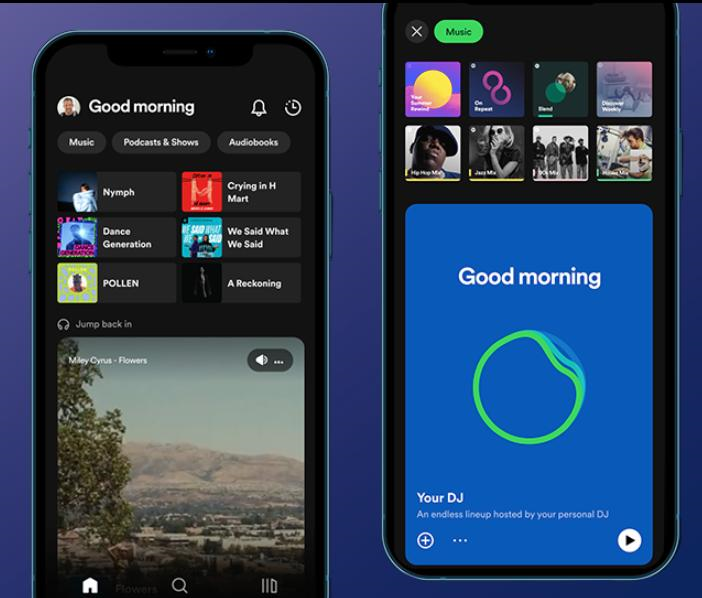 Good morning
Music
Podcasts & Shows
Audiobooks
Nymph
Crying in H
Mart
Dance
Generation
We Said What
We Said
POLLEN
A Reckoning
Jump back in
Miley Cyrus - Flowers
Flowers
Music
Your
Summer
Rewind
On
Repeat
Blend
Discover
Weekly
Hip Hop Mix
Jazz Mix
90s Mix
Good morning
Your DJ
An endless lineup hosted by your personal DJ